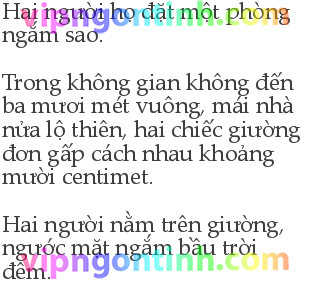 Hai người họ đặt một phòng
ngắm sao.
vipngontinh.com
Trong không gian không đến
ba mươi mét vuông, mái nhà
nửa lộ thiên, hai chiếc giường
đơn gấp cách nhau khoảng
mười centimet.
Hai người nằm trên giường,
ngước mặt ngắm bầu trời
đêm.
vipngontinh.com